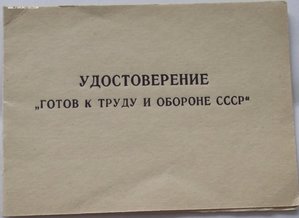 УДОСТОВЕРЕНИЕ
„ГОТОВ К ТРУДУ И ОБОРОНЕ СССР“